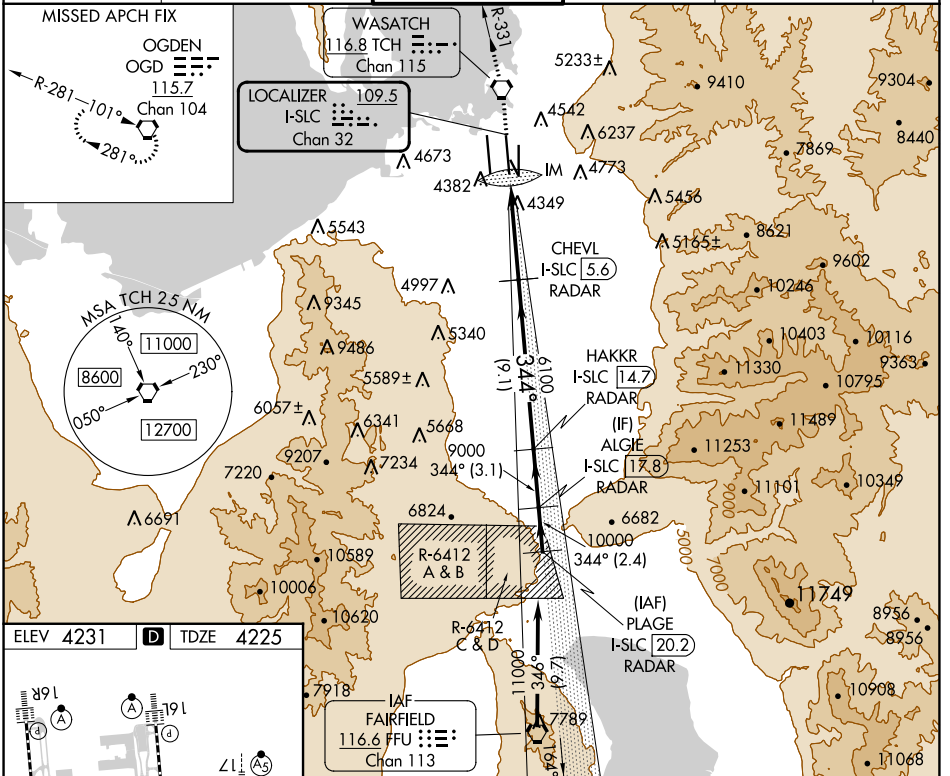 MISSED APCH FIX
OGDEN
OGD
115.7
Chan 104
R-281—101°
281°
WASATCH
116.8 TCH
Chan 115
R-331
LOCALIZER 109.5
I-SLC
Chan 32
5233±
9410
9304
4542
6237
8440
4673
7869
IM
4773
4382
4349
5456
5543
5165±
8621
CHEVL
I-SLC 5.6
RADAR
9602
4997
10246
MSA TCH 25 NM
140°
11000
230°
8600
050°
12700
9345
5340
10403
10116
9486
344°
(9.1)
6100
HAKKR
I-SLC 14.7
RADAR
9363
11330
5589±
10795
6057±
(IF)
ALGIE
I-SLC 17.8
RADAR
11489
6341
5668
9000
344° (3.1)
11253
9207
7234
7220
11101
10349
6691
6824
6682
10000
344° (2.4)
5000
R-6412
A & B
10589
10006
11749
10620
(IAF)
PLAGE
I-SLC 20.2
RADAR
8956
8956
R-6412
C & D
ELEV 4231 D TDZE 4225
11000
346°
(9.7)
16R
A
A
16L
P
P
7918
10908
IAF
FAIRFIELD
116.6 FFU
Chan 113
7789
164°
17
A5
11068